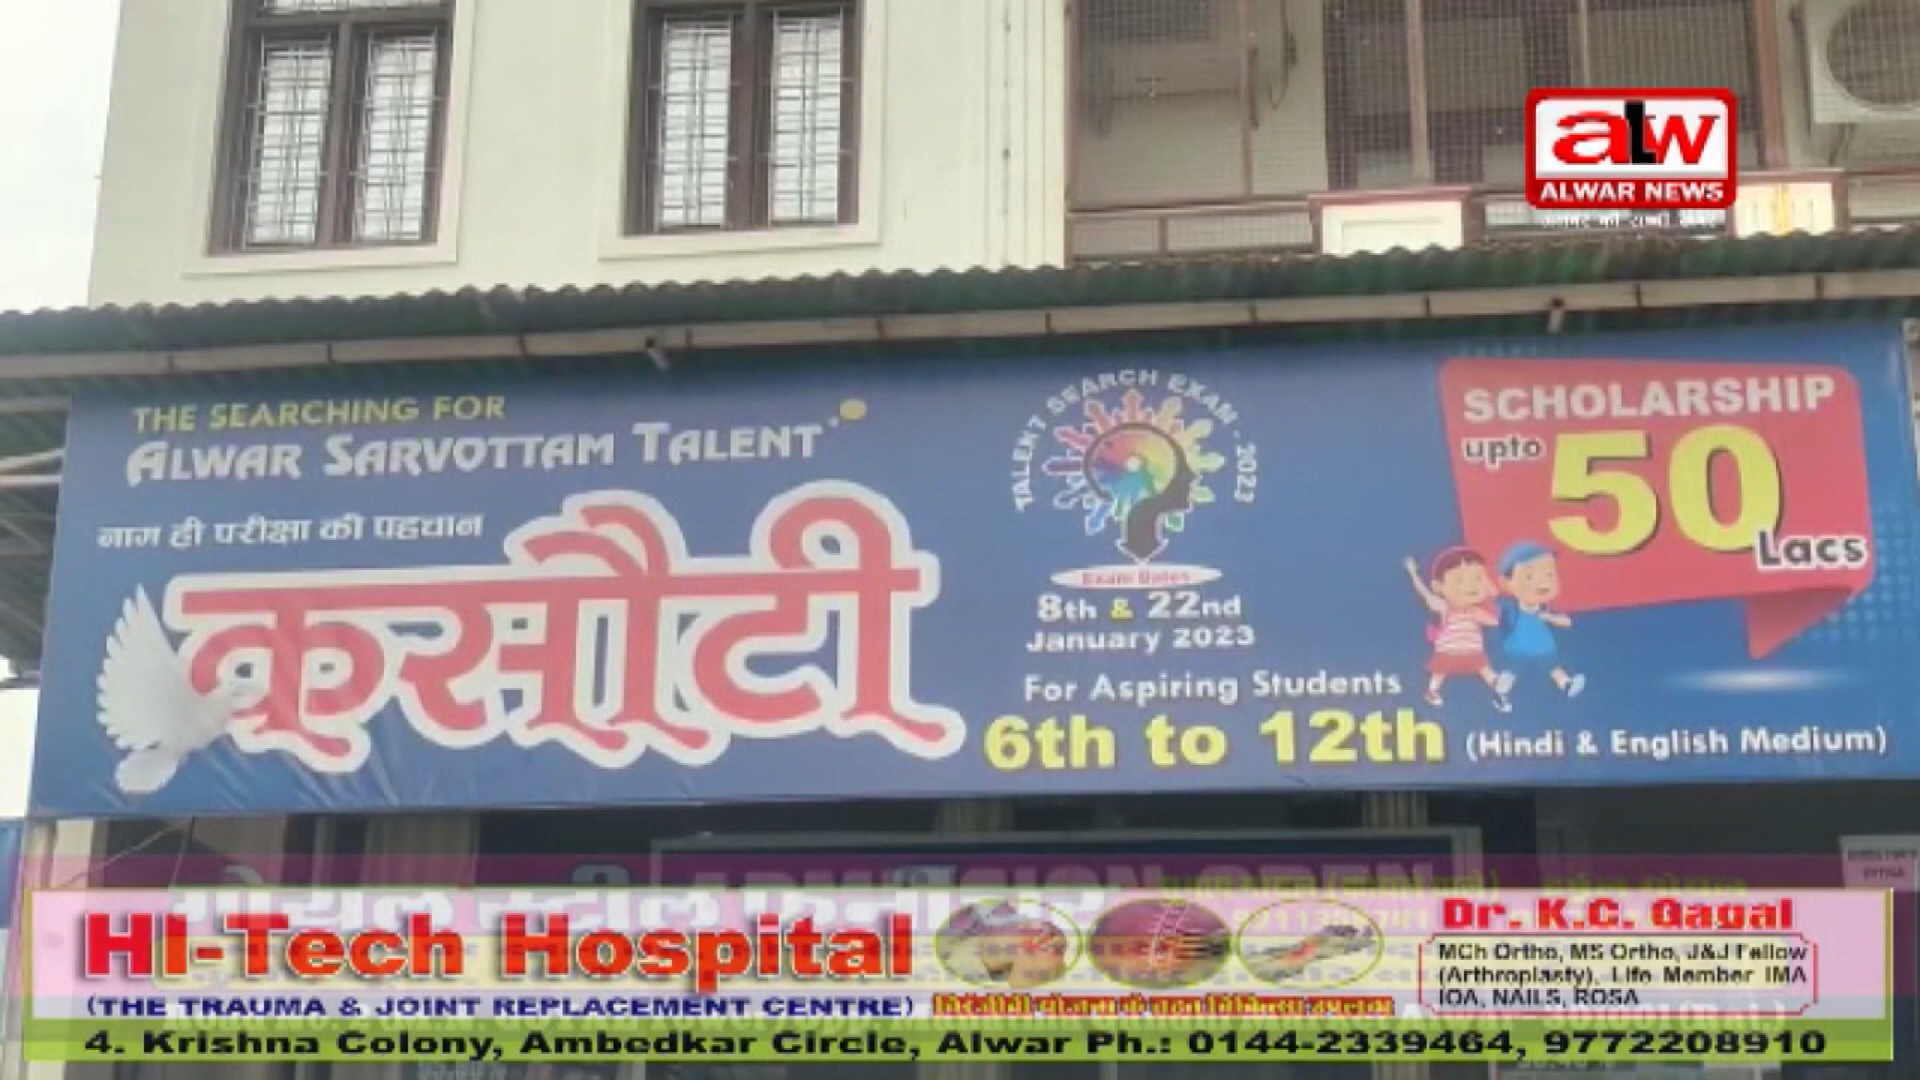 alw
ALWAR NEWS
THE SEARCHING FOR
ALWAR SARVOTTAM TALENT
नाम ही परीक्षा की पहचान
कसौटी
TALENT SEARCH EXAM - 2023
Exam Dates
8th & 22nd
January 2023
For Aspiring Students
6th to 12th (Hindi & English Medium)
SCHOLARSHIP
upto 50 Lacs
ADMISSION OPEN
HI-Tech Hospital
(THE TRAUMA & JOINT REPLACEMENT CENTRE)
Dr. K.C. Gagal
MCh Ortho, MS Ortho, J&J Fellow
(Arthroplasty), Life Member IMA
IOA, NAILS, ROSA
4. Krishna Colony, Ambedkar Circle, Alwar Ph.: 0144-2339464, 9772208910